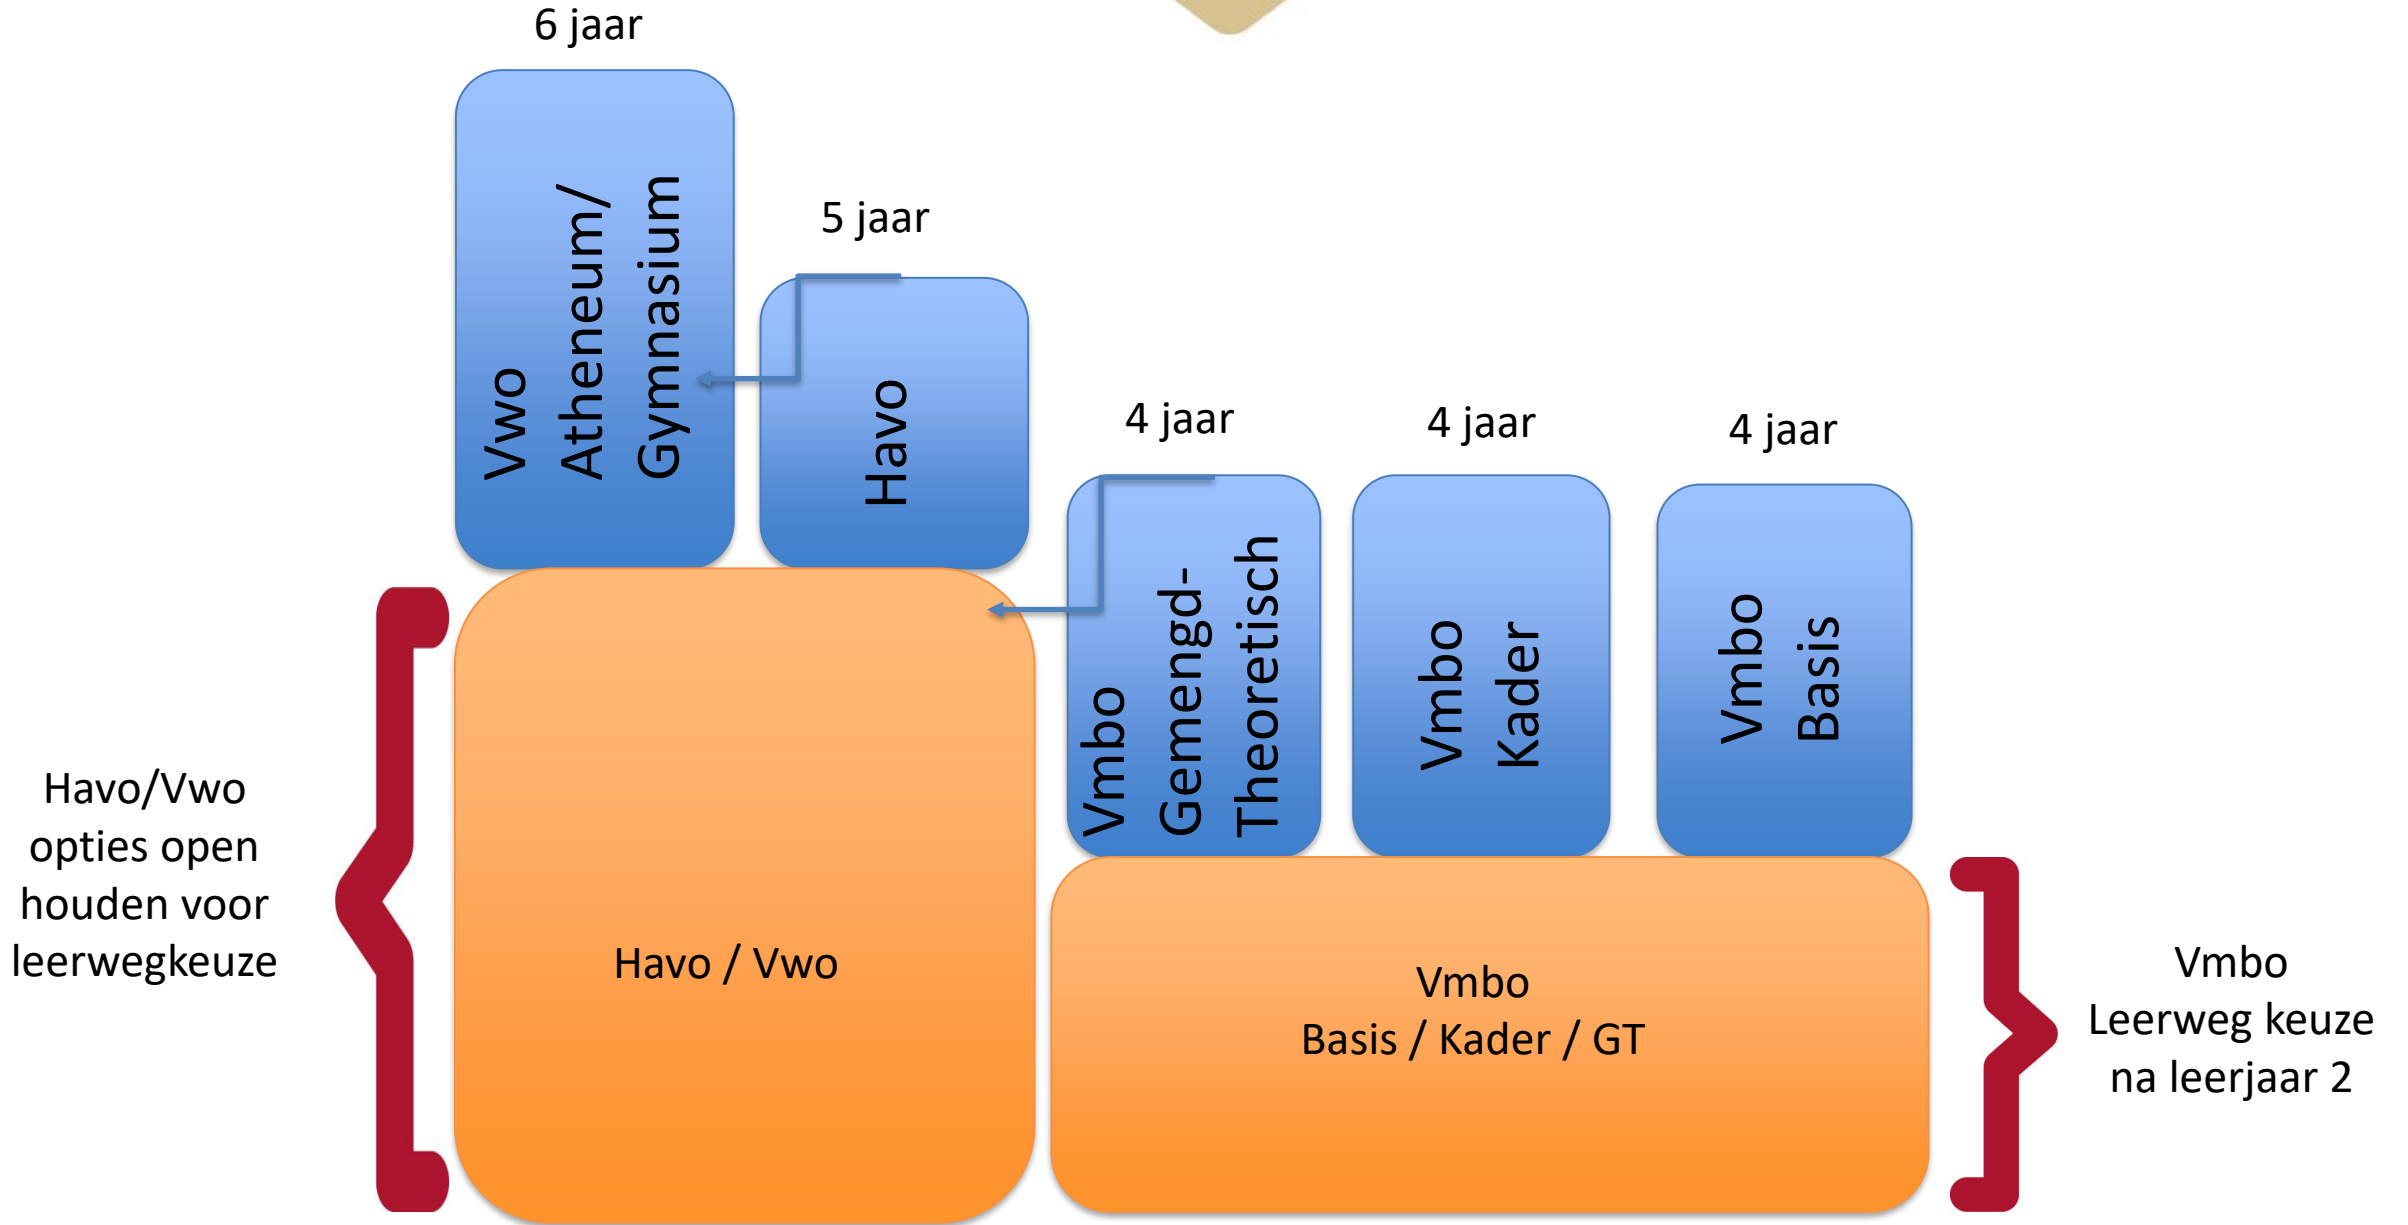 6 jaar
Vwo
Atheneum/
Gymnasium
5 jaar
Havo
4 jaar
Vmbo
Gemengd-
Theoretisch
4 jaar
Vmbo
Kader
4 jaar
Vmbo
Basis
Havo/Vwo
opties open
houden voor
leerwegkeuze
Havo / Vwo
Vmbo
Basis / Kader / GT
Vmbo
Leerweg keuze
na leerjaar 2